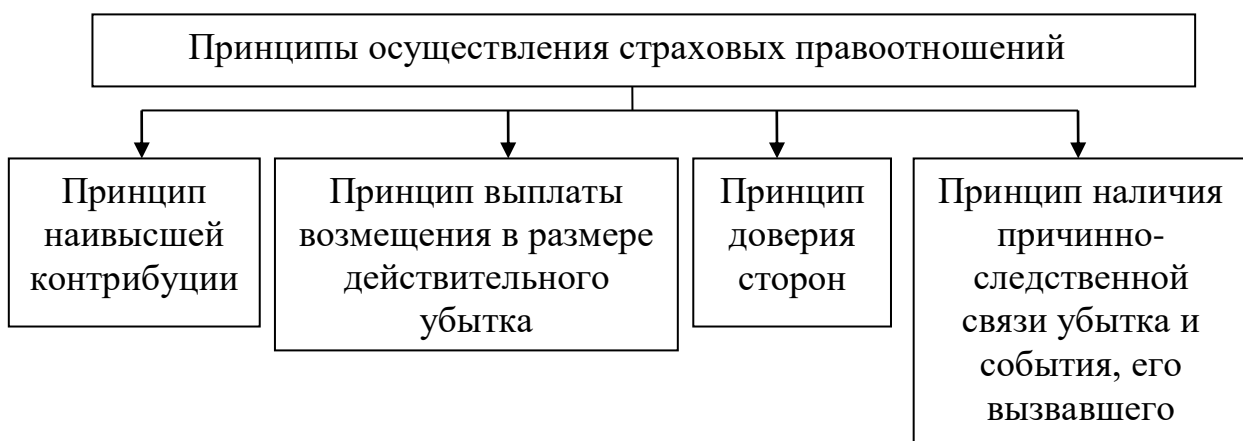 Принципы осуществления страховых правоотношений
Принцип
наивысшей
контрибуции
Принцип выплаты
возмещения в размере
действительного
убытка
Принцип
доверия
сторон
Принцип наличия
причинно-
следственной
связи убытка и
события, его
вызвавшего